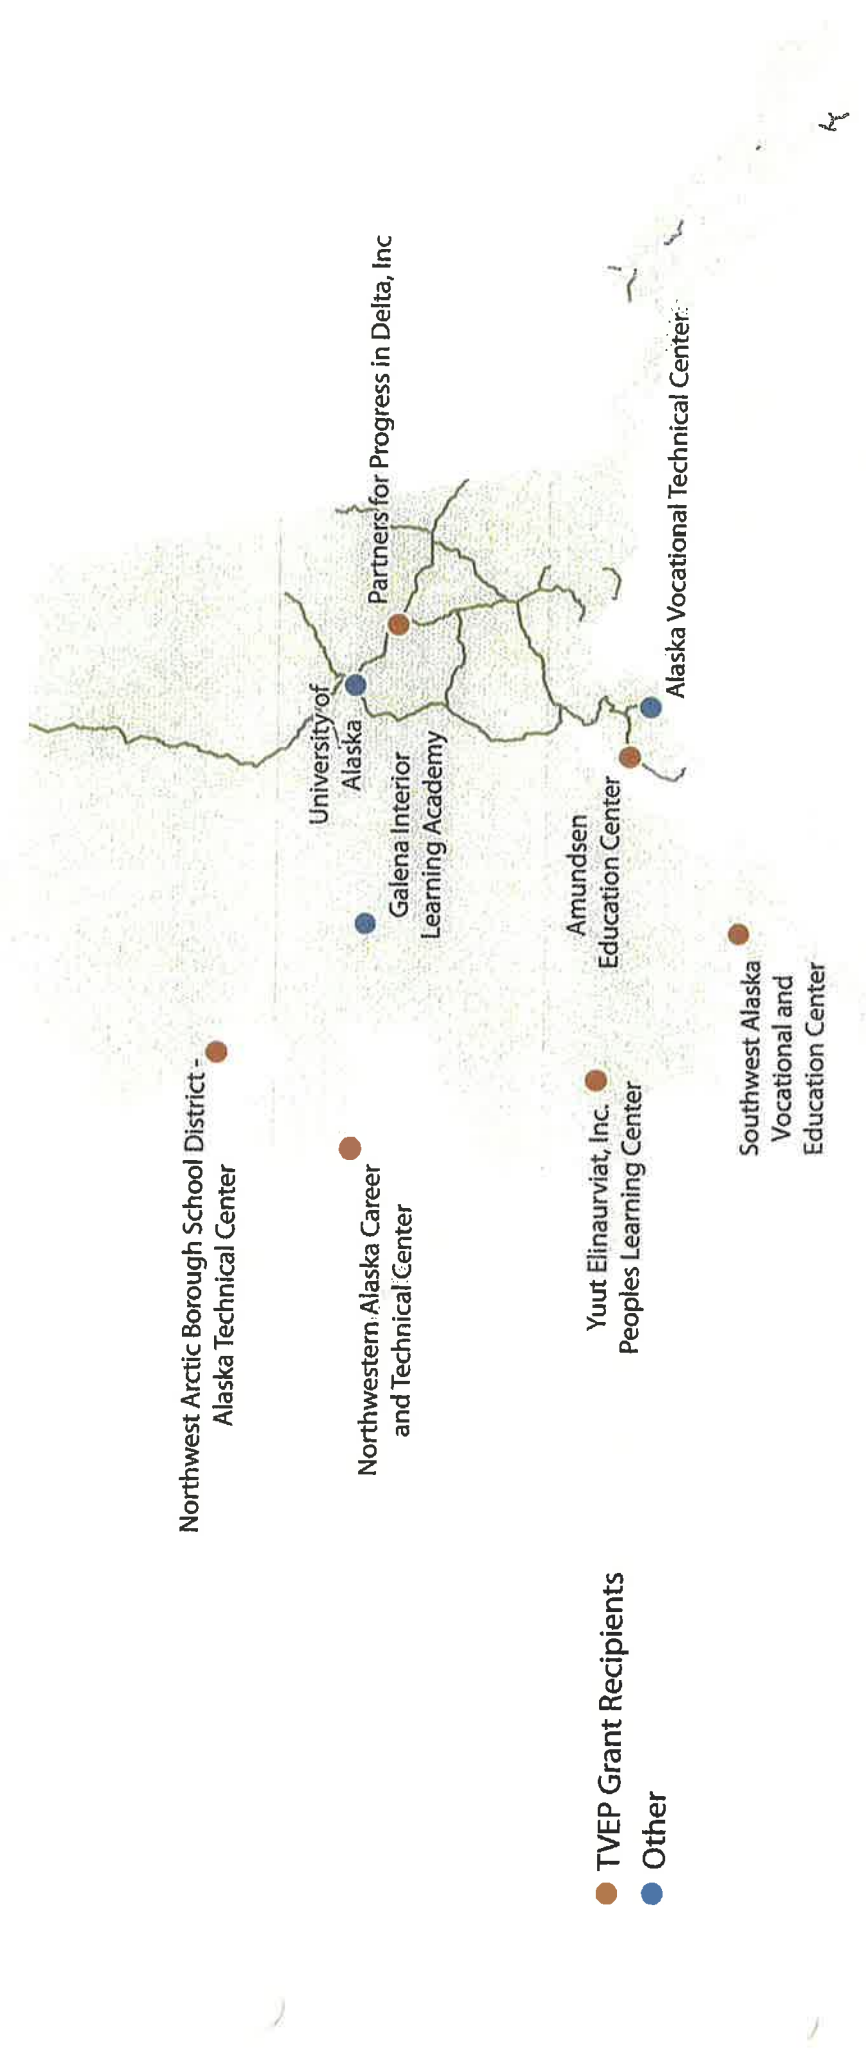 Northwest Arctic Borough School District -
Alaska Technical Center
Northwestern Alaska Career
and Technical Center
University of
Alaska
Partners for Progress in Delta, Inc
Galena Interior
Learning Academy
Amundsen
Education Center
Yuut Elinaurviat, Inc.
Peoples Learning Center
Alaska Vocational Technical Center
Southwest Alaska
Vocational and
Education Center
TVEP Grant Recipients
Other